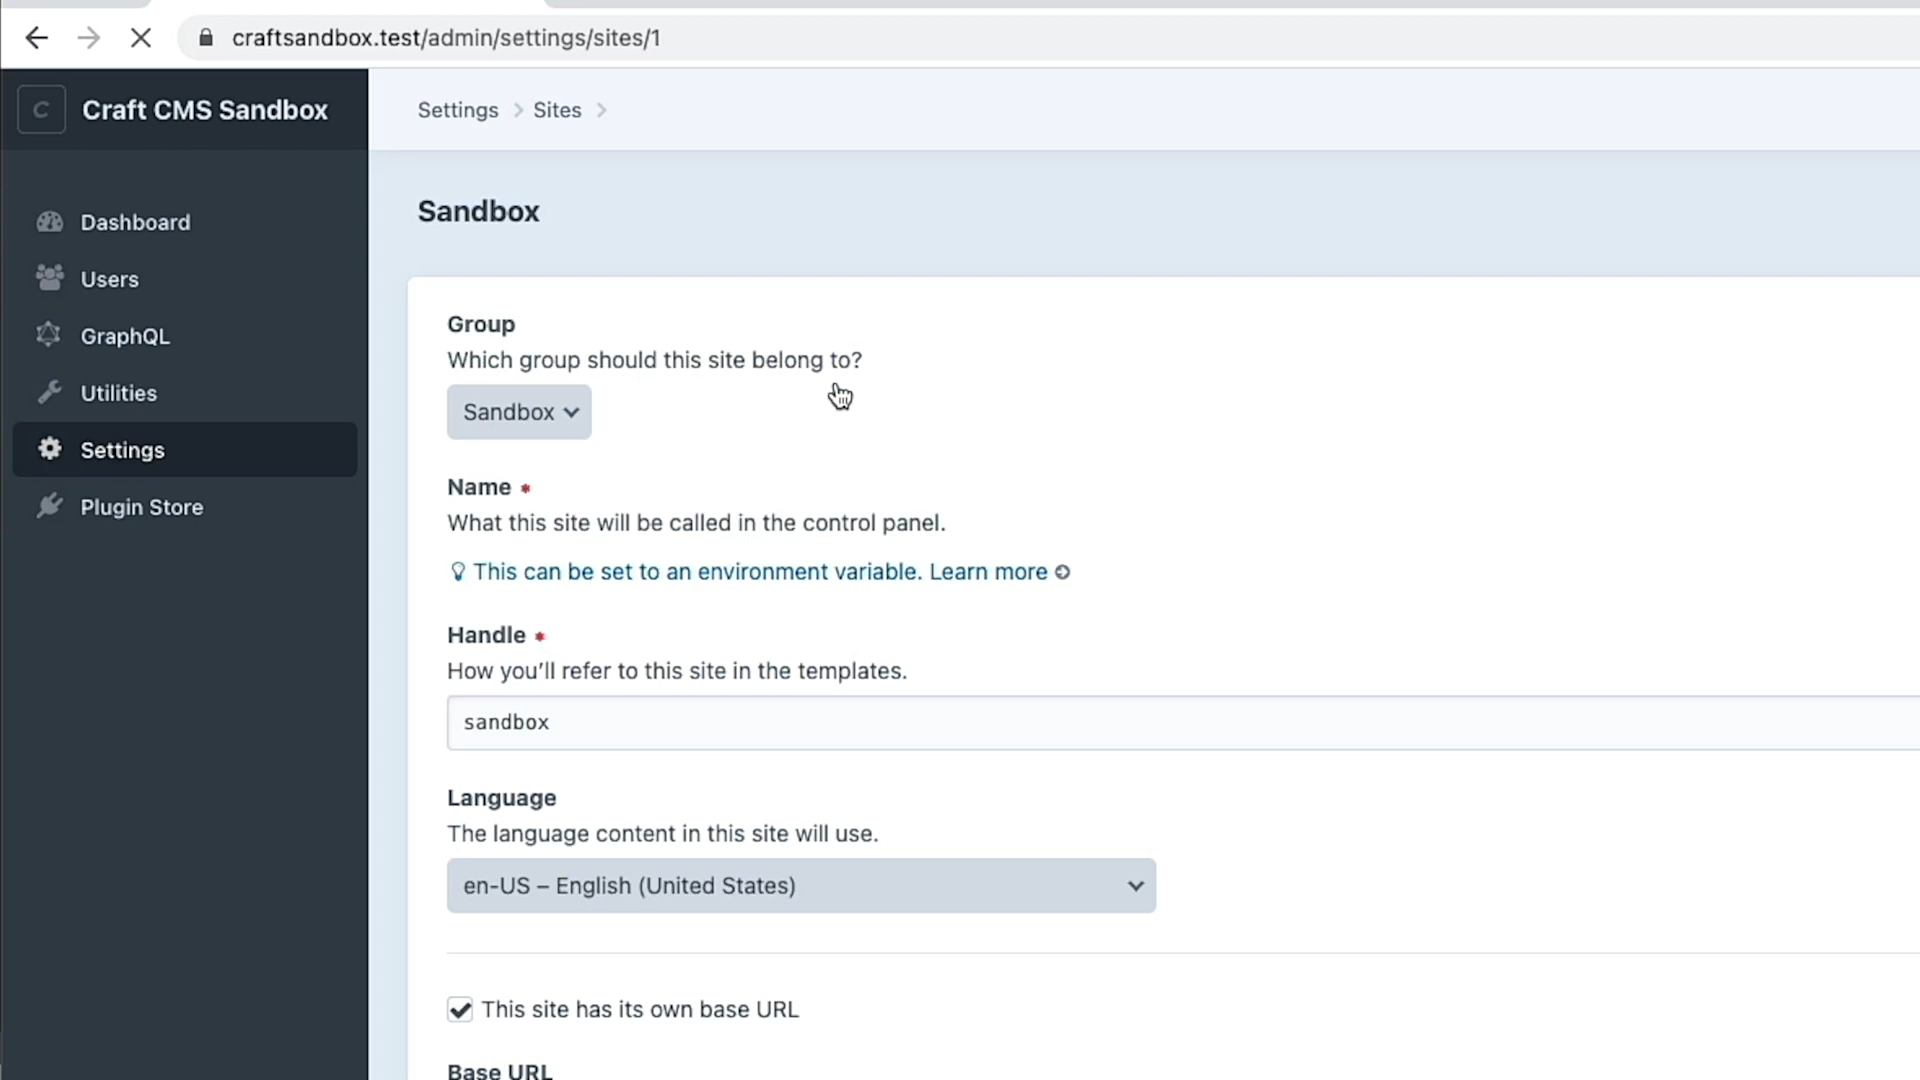 craftsandbox.test/admin/settings/sites/1
C Craft CMS Sandbox
Settings Sites
Dashboard
Users
GraphQL
Utilities
Settings
Plugin Store
Sandbox
Group
Which group should this site belong to?
Sandbox
Name *
What this site will be called in the control panel.
This can be set to an environment variable. Learn more
Handle *
How you’ll refer to this site in the templates.
sandbox
Language
The language content in this site will use.
en-US – English (United States)
This site has its own base URL
Base URL